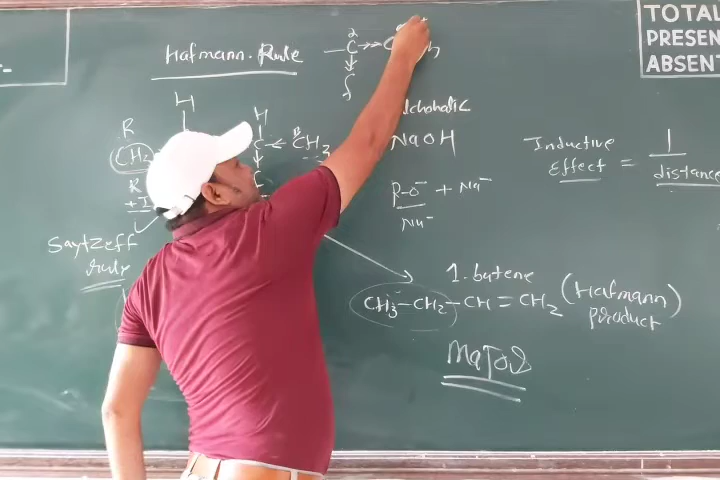 Hafmann. Rule
TOTAL
PRESEN
ABSENT
H
R
CH2
R
+I
H
C
CH3
C
NaOH
R-O⁻ + Na⁻
Nu⁻
Inductive
Effect = 1
distance
Saytzeff
rule
1.butene
CH3-CH2-CH=CH2 (Hafmann)
product
Major